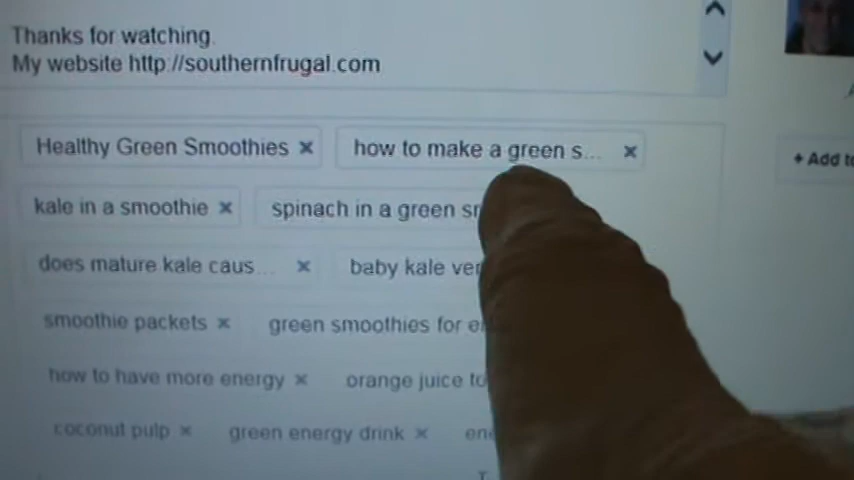 Thanks for watching.
My website http://southernfrugal.com
Healthy Green Smoothies × how to make a green s... ×
+ Add to
kale in a smoothie × spinach in a green
does mature kale caus... × baby kale
smoothie packets × green smoothies for
how to have more energy × orange juice
coconut pulp × green energy drink ×